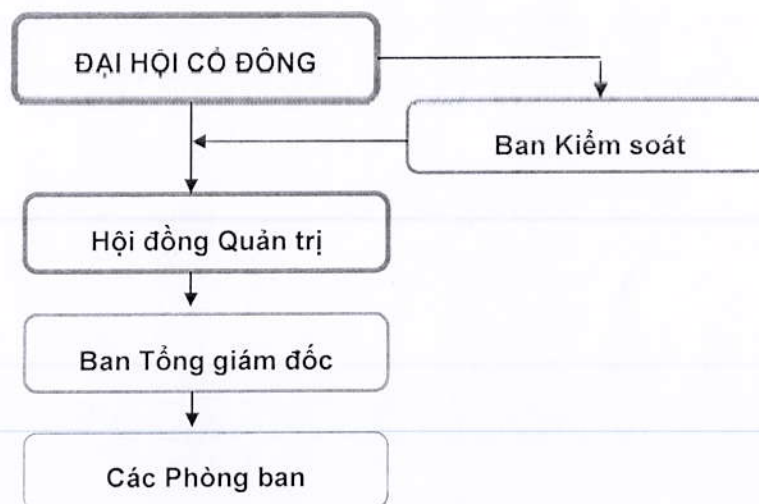 ĐẠI HỘI CỔ ĐÔNG
Ban Kiểm soát
Hội đồng Quản trị
Ban Tổng giám đốc
Các Phòng ban